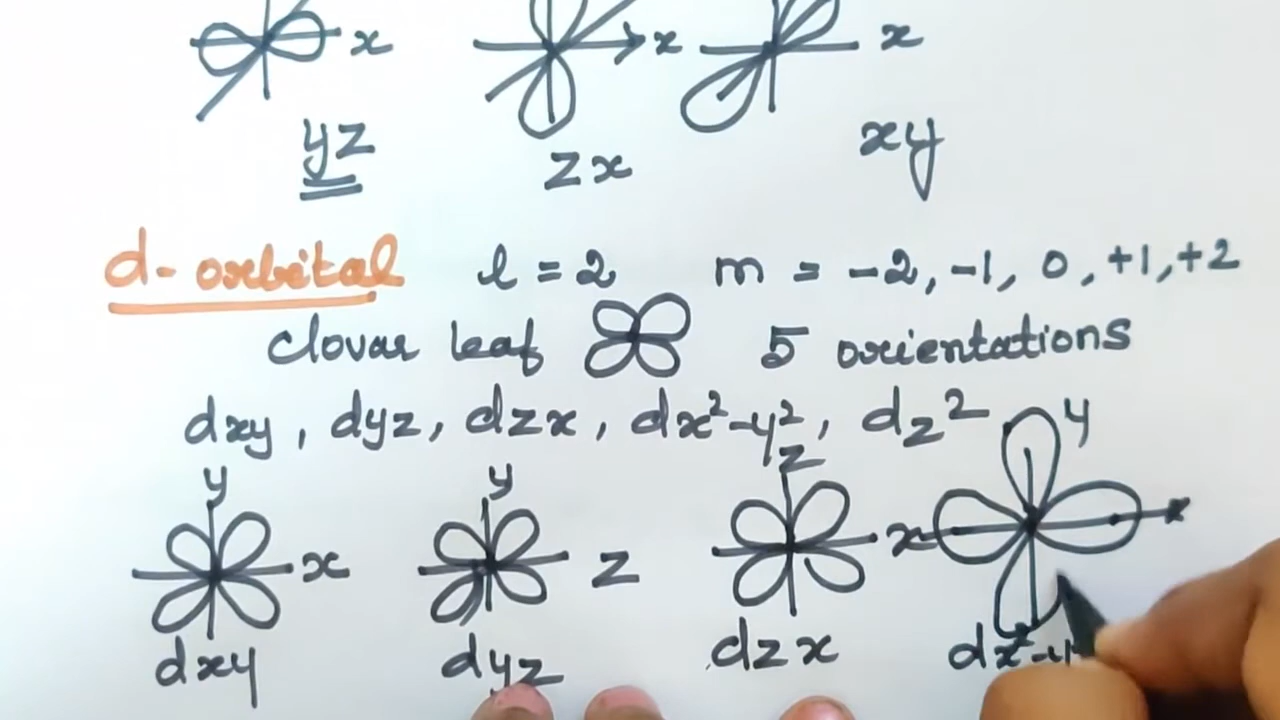 x x x
yz zx xy
d-orbital l = 2 m = -2, -1, 0, +1, +2
clovar leaf 5 orientations
dxy, dyz, dzx, dx²-y², dz²
y y z y
x z x x
dxy dyz dzx dx²-y